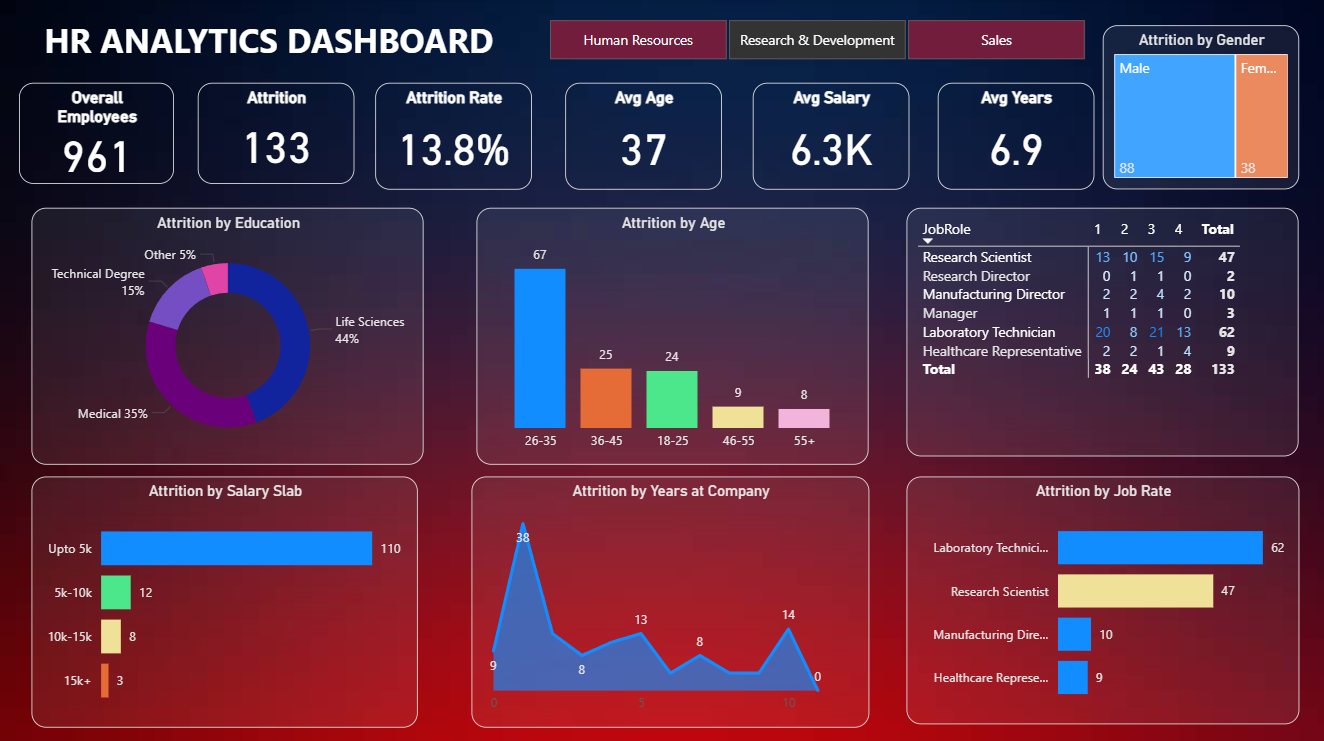 HR ANALYTICS DASHBOARD
Human Resources
Research & Development
Sales
Overall
Employees
961
Attrition
133
Attrition Rate
13.8%
Avg Age
37
Avg Salary
6.3K
Avg Years
6.9
Attrition by Gender
Male
Fem...
88
38
Attrition by Education
Other 5%
Technical Degree
15%
Life Sciences
44%
Medical 35%
Attrition by Age
67
25
24
9
8
26-35
36-45
18-25
46-55
55+
JobRole 1 2 3 4 Total
Research Scientist 13 10 15 9 47
Research Director 0 1 1 0 2
Manufacturing Director 2 2 4 2 10
Manager 1 1 1 0 3
Laboratory Technician 20 8 21 13 62
Healthcare Representative 2 2 1 4 9
Total 38 24 43 28 133
Attrition by Salary Slab
Upto 5k 110
5k-10k 12
10k-15k 8
15k+ 3
Attrition by Years at Company
38
13
14
8
9
8
0
0
5
10
Attrition by Job Rate
Laboratory Technici... 62
Research Scientist 47
Manufacturing Dire... 10
Healthcare Represe... 9